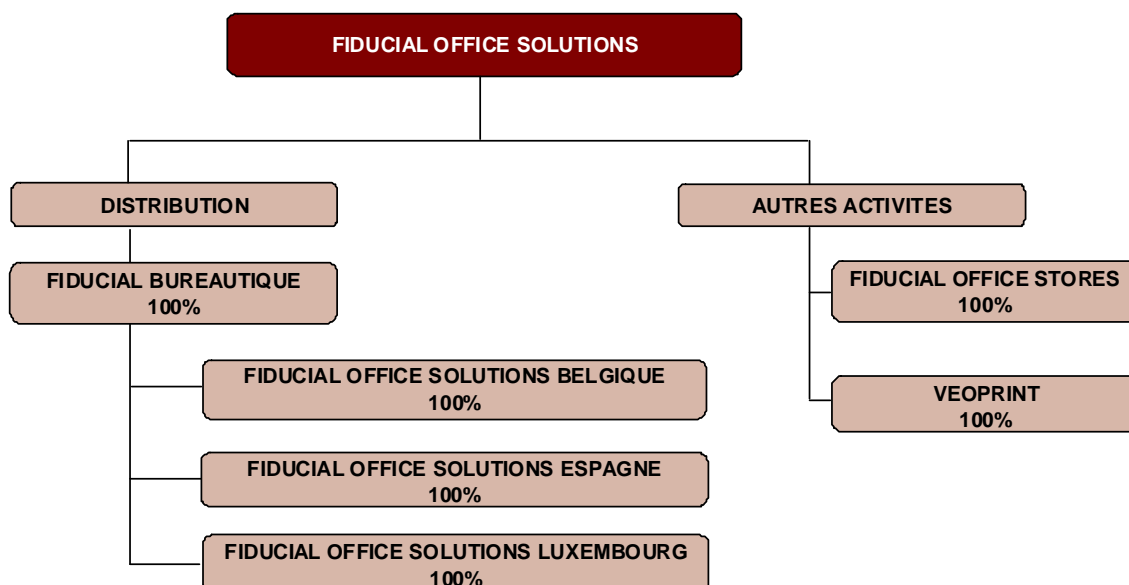 FIDUCIAL OFFICE SOLUTIONS
DISTRIBUTION
AUTRES ACTIVITES
FIDUCIAL BUREAUTIQUE
100%
FIDUCIAL OFFICE STORES
100%
FIDUCIAL OFFICE SOLUTIONS BELGIQUE
100%
VEOPRINT
100%
FIDUCIAL OFFICE SOLUTIONS ESPAGNE
100%
FIDUCIAL OFFICE SOLUTIONS LUXEMBOURG
100%